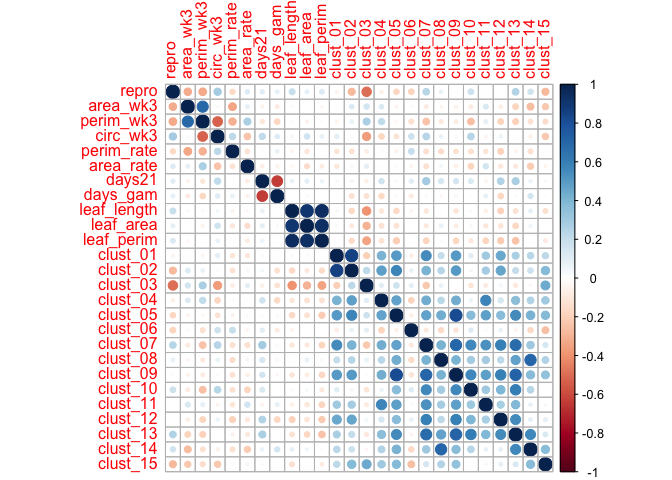 repro
area_wk3
perim_wk3
circ_wk3
perim_rate
area_rate
days21
days_gam
leaf_length
leaf_area
leaf_perim
clust_01
clust_02
clust_03
clust_04
clust_05
clust_06
clust_07
clust_08
clust_09
clust_10
clust_11
clust_12
clust_13
clust_14
clust_15
repro
area_wk3
perim_wk3
circ_wk3
perim_rate
area_rate
days21
days_gam
leaf_length
leaf_area
leaf_perim
clust_01
clust_02
clust_03
clust_04
clust_05
clust_06
clust_07
clust_08
clust_09
clust_10
clust_11
clust_12
clust_13
clust_14
clust_15
1
0.8
0.6
0.4
0.2
0
-0.2
-0.4
-0.6
-0.8
-1